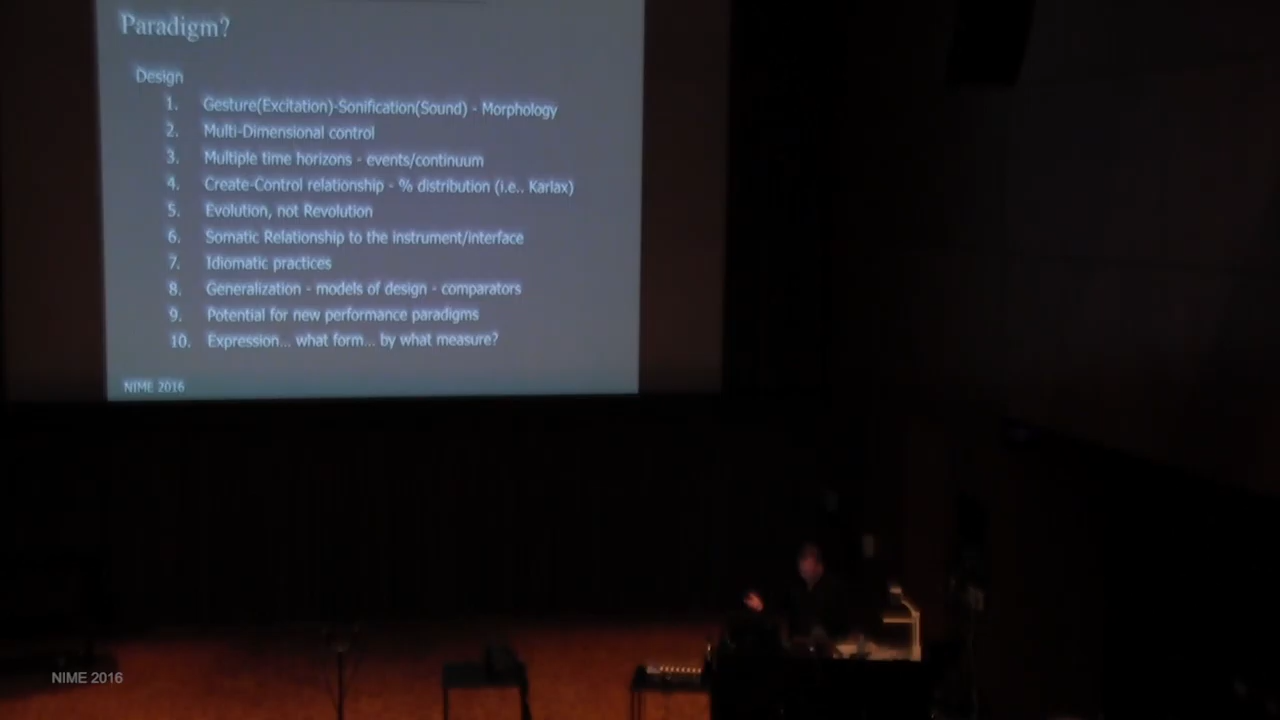 Paradigm?
Design
1. Gesture(Excitation)-Sonification(Sound) - Morphology
2. Multi-Dimensional control
3. Multiple time horizons - events/continuum
4. Create-Control relationship - % distribution (i.e.. Karlax)
5. Evolution, not Revolution
6. Somatic Relationship to the instrument/interface
7. Idiomatic practices
8. Generalization - models of design - comparators
9. Potential for new performance paradigms
10. Expression... what form... by what measure?
NIME 2016
NIME 2016